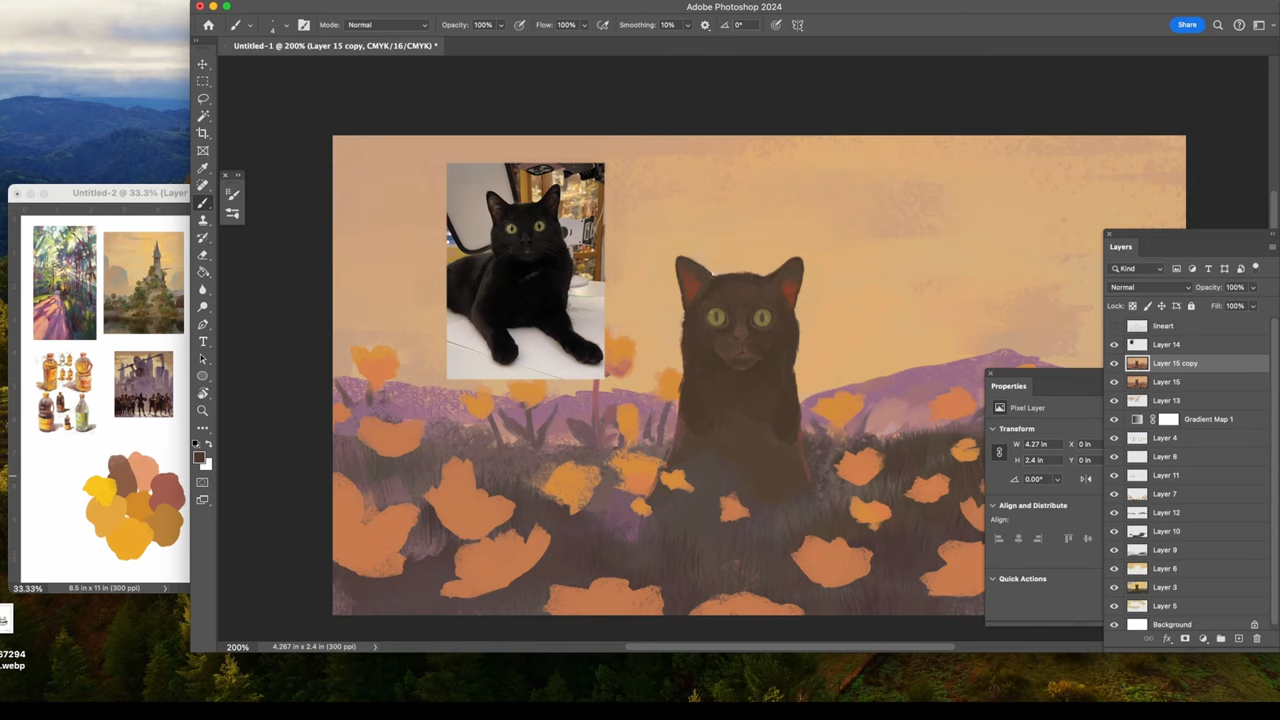 Adobe Photoshop 2024
4
Mode: Normal
Opacity: 100%
Flow: 100%
Smoothing: 10%
0°
Share
Untitled-1 @ 200% (Layer 15 copy, CMYK/16/CMYK) *
Untitled-2 @ 33.3% (Layer
33.33%
8.5 in x 11 in (300 ppi)
67294
.webp
200%
4.267 in x 2.4 in (300 ppi)
Properties
Pixel Layer
Transform
W 4.27 in
X 0 in
H 2.4 in
Y 0 in
0.00°
Align and Distribute
Align:
Quick Actions
Layers
Kind
Normal
Opacity: 100%
Lock:
Fill: 100%
lineart
Layer 14
Layer 15 copy
Layer 15
Layer 13
Gradient Map 1
Layer 4
Layer 8
Layer 11
Layer 7
Layer 12
Layer 10
Layer 9
Layer 6
Layer 3
Layer 5
Background
fx